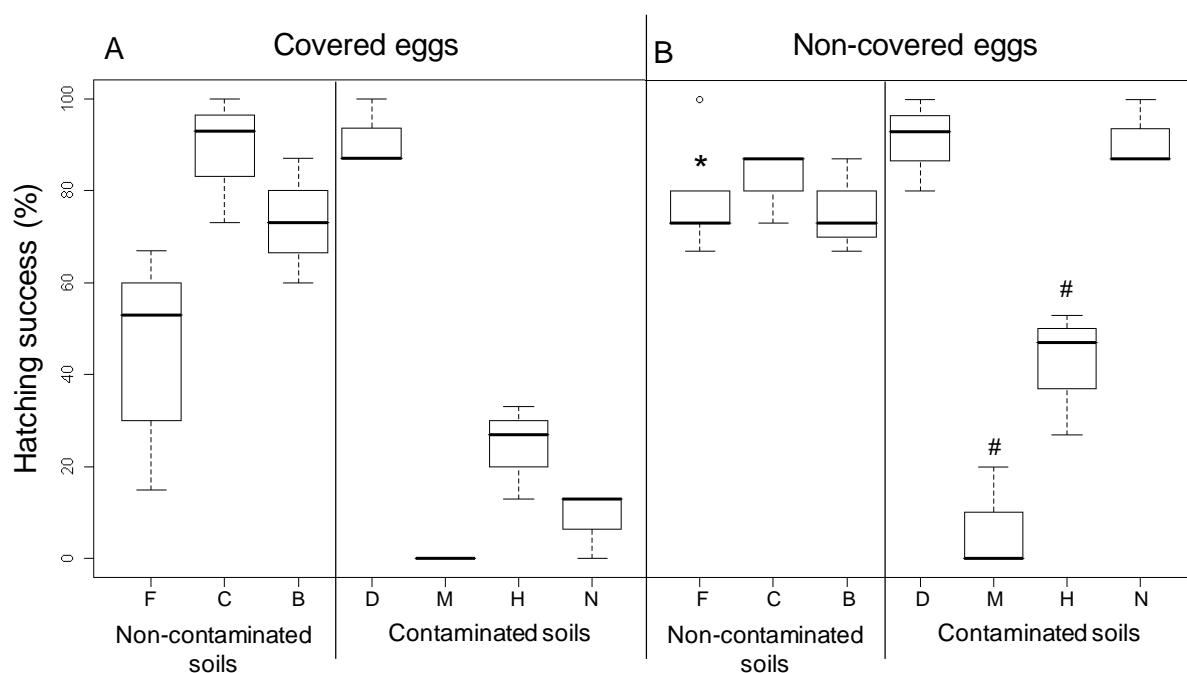 A
Covered eggs
B
Non-covered eggs
Hatching success (%)
100
80
60
40
20
0
*
#
#
F C B D M H N F C B D M H N
Non-contaminated
soils
Contaminated soils
Non-contaminated
soils
Contaminated soils